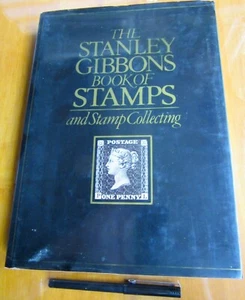 THE
STANLEY
GIBBONS
BOOK OF
STAMPS
and Stamp Collecting
POSTAGE
ONE PENNY